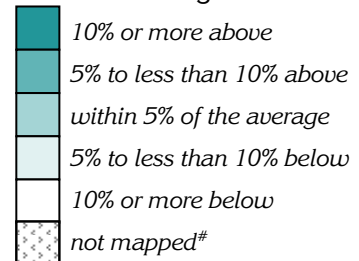 10% or more above
5% to less than 10% above
within 5% of the average
5% to less than 10% below
10% or more below
not mapped#